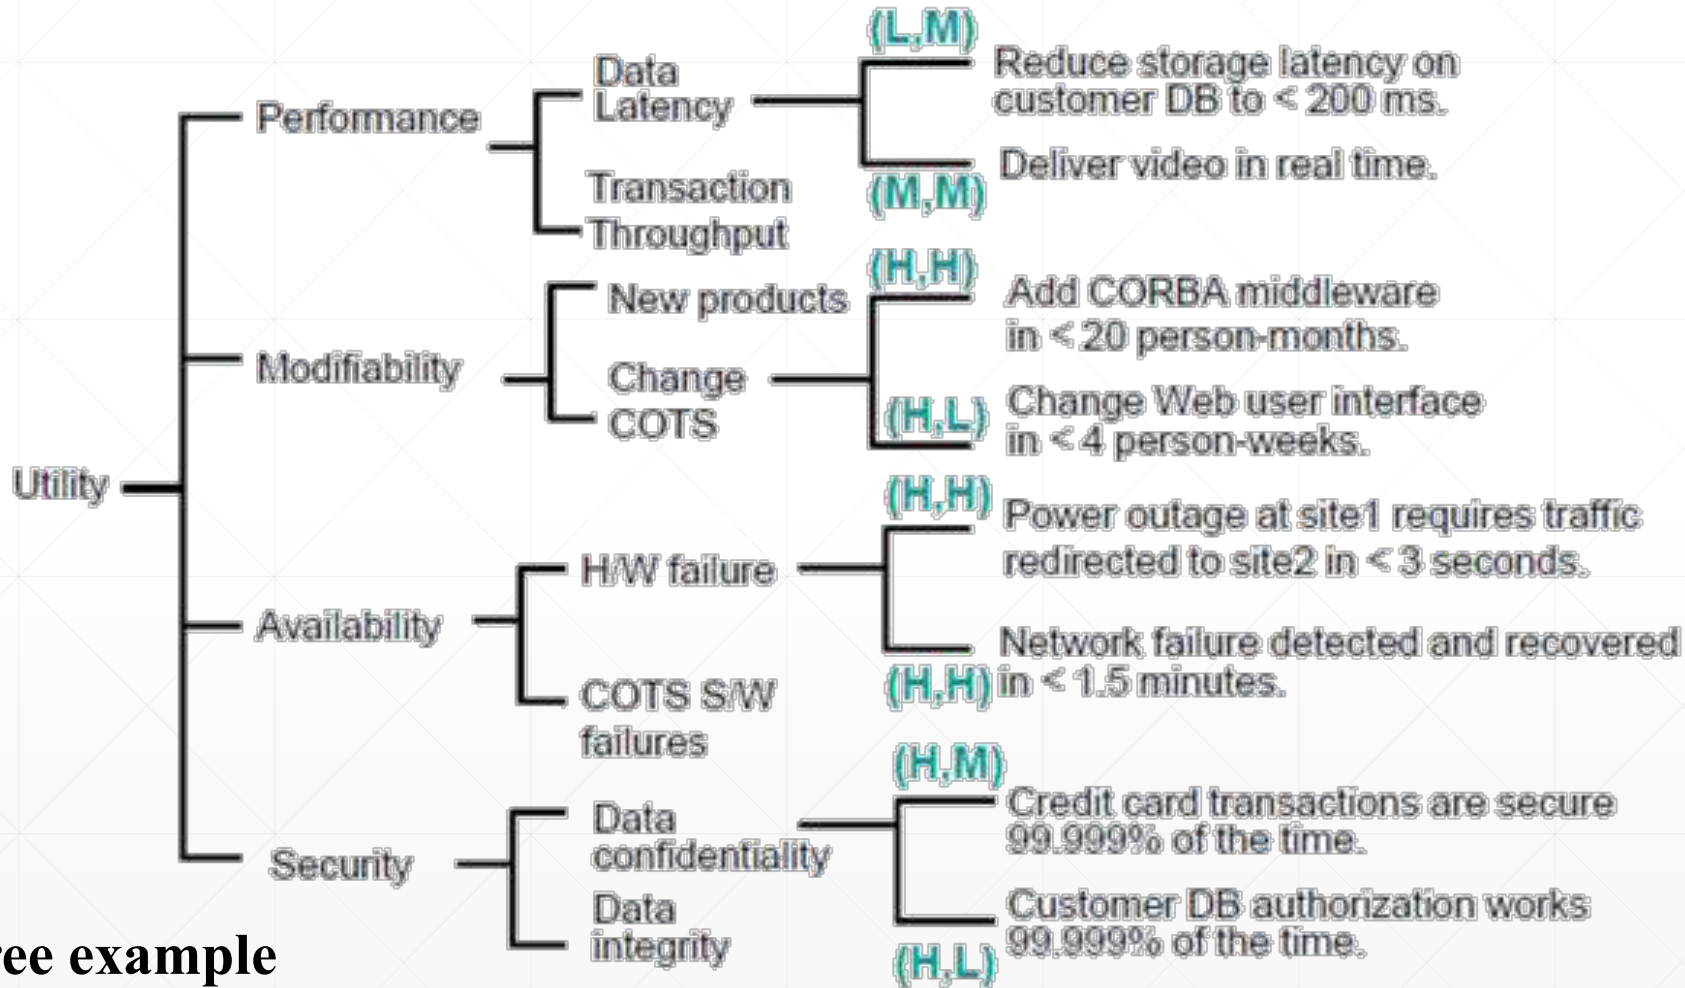 Utility
Performance
Data
Latency
(L,M)
Reduce storage latency on
customer DB to < 200 ms.
Deliver video in real time.
(M,M)
Transaction
Throughput
Modifiability
New products
Change
COTS
(H,H)
Add CORBA middleware
in < 20 person-months.
(H,L)
Change Web user interface
in < 4 person-weeks.
Availability
H/W failure
(H,H)
Power outage at site1 requires traffic
redirected to site2 in < 3 seconds.
Network failure detected and recovered
(H,H) in < 1.5 minutes.
COTS S/W
failures
Security
Data
confidentiality
(H,M)
Credit card transactions are secure
99.999% of the time.
Customer DB authorization works
99.999% of the time.
(H,L)
Data
integrity
ree example